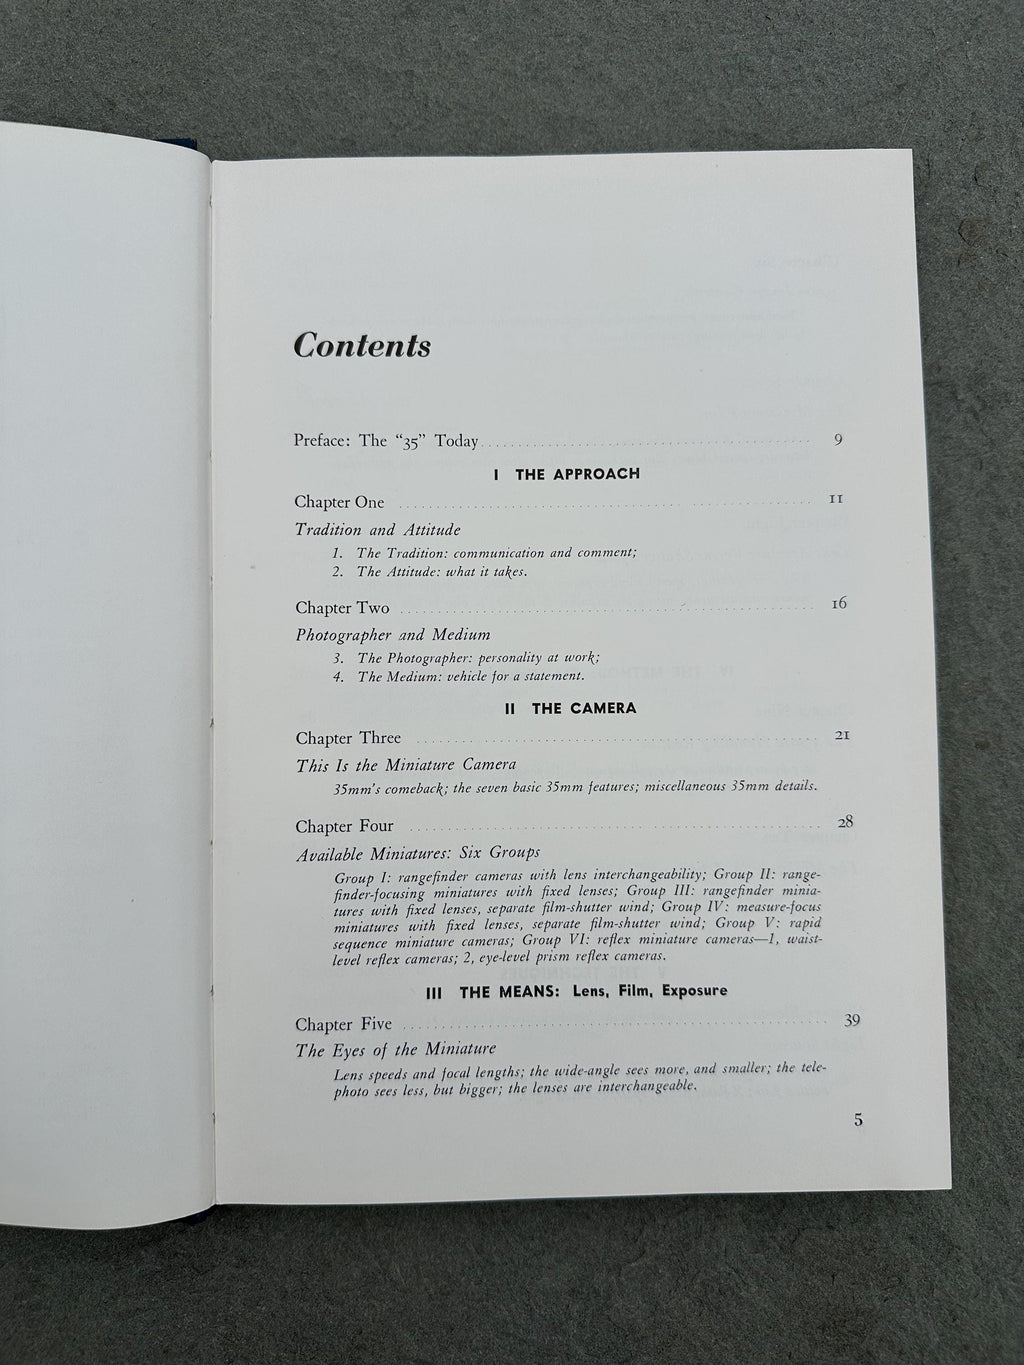 Contents
Preface: The “35” Today . . . . . . . . . . . . . . . . . . . . . . . . . . . . . . . . . . . . . . . . 9
I THE APPROACH
Chapter One . . . . . . . . . . . . . . . . . . . . . . . . . . . . . . . . . . . . . . . . . . . . . . . . . . 11
Tradition and Attitude
1. The Tradition: communication and comment;
2. The Attitude: what it takes.
Chapter Two . . . . . . . . . . . . . . . . . . . . . . . . . . . . . . . . . . . . . . . . . . . . . . . . . . 16
Photographer and Medium
3. The Photographer: personality at work;
4. The Medium: vehicle for a statement.
II THE CAMERA
Chapter Three . . . . . . . . . . . . . . . . . . . . . . . . . . . . . . . . . . . . . . . . . . . . . . . . 21
This Is the Miniature Camera
35mm's comeback; the seven basic 35mm features; miscellaneous 35mm details.
Chapter Four . . . . . . . . . . . . . . . . . . . . . . . . . . . . . . . . . . . . . . . . . . . . . . . . . 28
Available Miniatures: Six Groups
Group I: rangefinder cameras with lens interchangeability; Group II: range-
finder-focusing miniatures with fixed lenses; Group III: rangefinder minia-
tures with fixed lenses, separate film-shutter wind; Group IV: measure-focus
miniatures with fixed lenses, separate film-shutter wind; Group V: rapid
sequence miniature cameras; Group VI: reflex miniature cameras—1, waist-
level reflex cameras; 2, eye-level prism reflex cameras.
III THE MEANS: Lens, Film, Exposure
Chapter Five . . . . . . . . . . . . . . . . . . . . . . . . . . . . . . . . . . . . . . . . . . . . . . . . . . 39
The Eyes of the Miniature
Lens speeds and focal lengths; the wide-angle sees more, and smaller; the tele-
photo sees less, but bigger; the lenses are interchangeable.
5